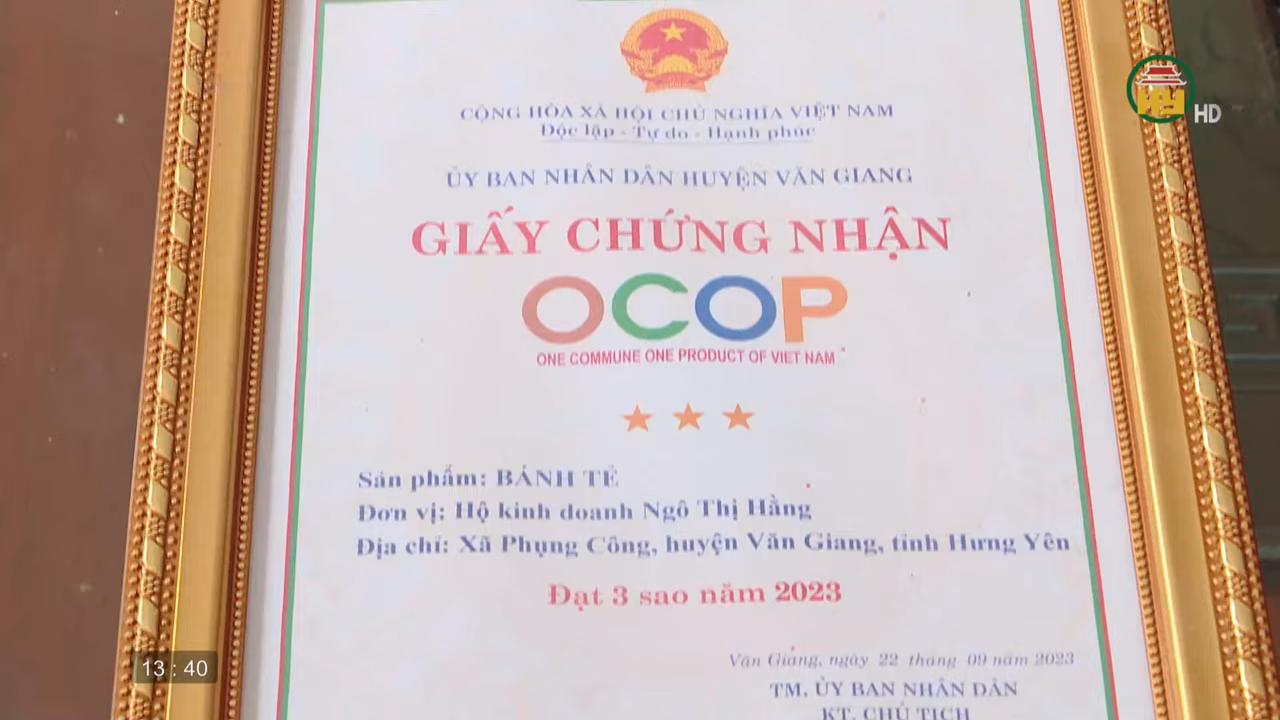 CỘNG HÒA XÃ HỘI CHỦ NGHĨA VIỆT NAM
Độc lập - Tự do - Hạnh phúc
ỦY BAN NHÂN DÂN HUYỆN VĂN GIANG
GIẤY CHỨNG NHẬN
OCOP
ONE COMMUNE ONE PRODUCT OF VIET NAM
Sản phẩm: BÁNH TẺ
Đơn vị: Hộ kinh doanh Ngô Thị Hằng
Địa chỉ: Xã Phụng Công, huyện Văn Giang, tỉnh Hưng Yên
Đạt 3 sao năm 2023
Văn Giang, ngày 22 tháng 09 năm 2023
TM. ỦY BAN NHÂN DÂN
KT. CHỦ TỊCH
HY HD
13 : 40